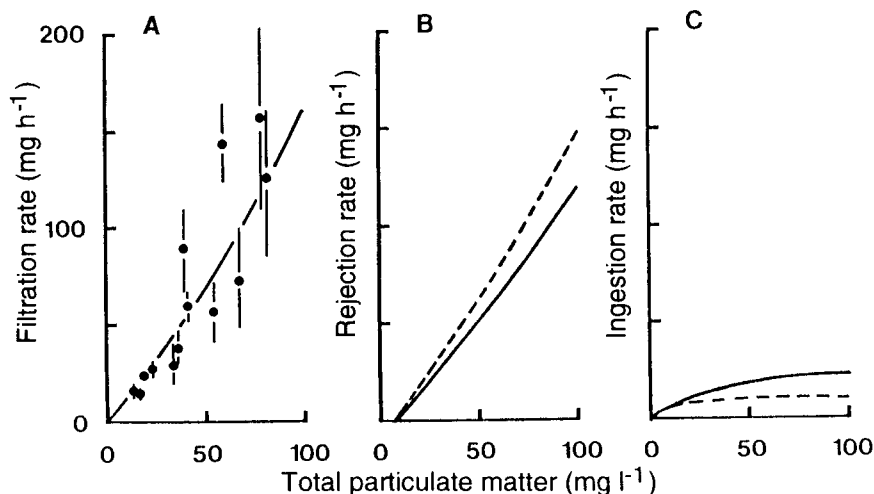 A
B
C
200
100
0
Filtration rate (mg h-1)
Rejection rate (mg h-1)
Ingestion rate (mg h-1)
0 50 100
0 50 100
0 50 100
Total particulate matter (mg l-1)